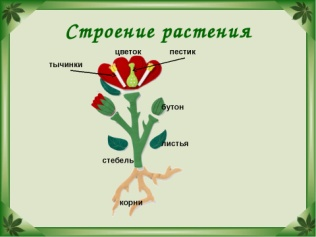 Строение растения
цветок пестик
тычинки
бутон
листья
стебель
корни